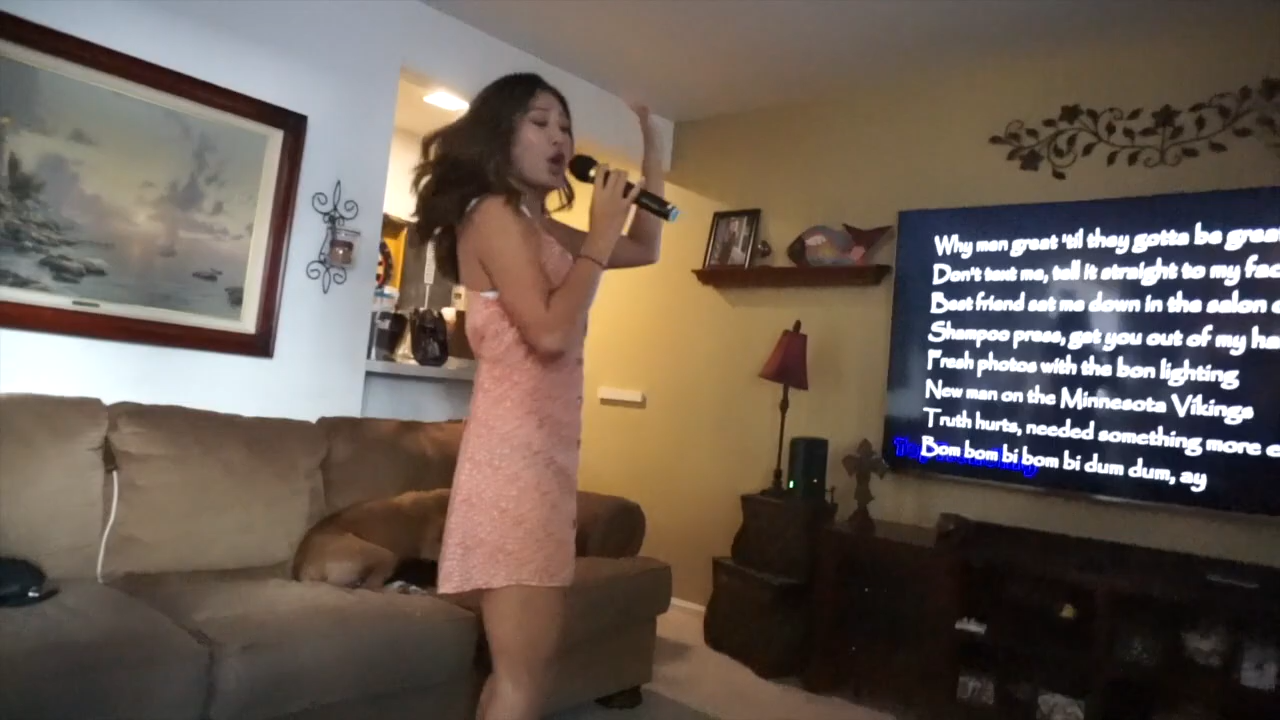 Why men great 'til they gotta be grea
Don't text me, tell it straight to my fac
Best friend sat me down in the salon c
Shampoo press, get you out of my ha
Fresh photos with the bon lighting
New man on the Minnesota Vikings
Truth hurts, needed something more e
Bom bom bi bom bi dum dum, ay